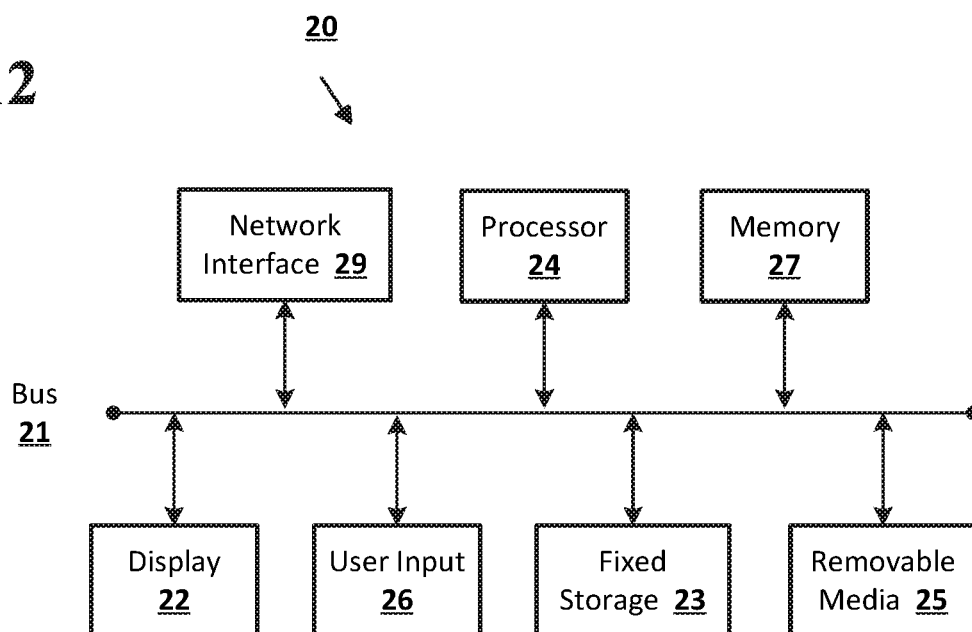 20
2
Network
Interface 29
Processor
24
Memory
27
Bus
21
Display
22
User Input
26
Fixed
Storage 23
Removable
Media 25